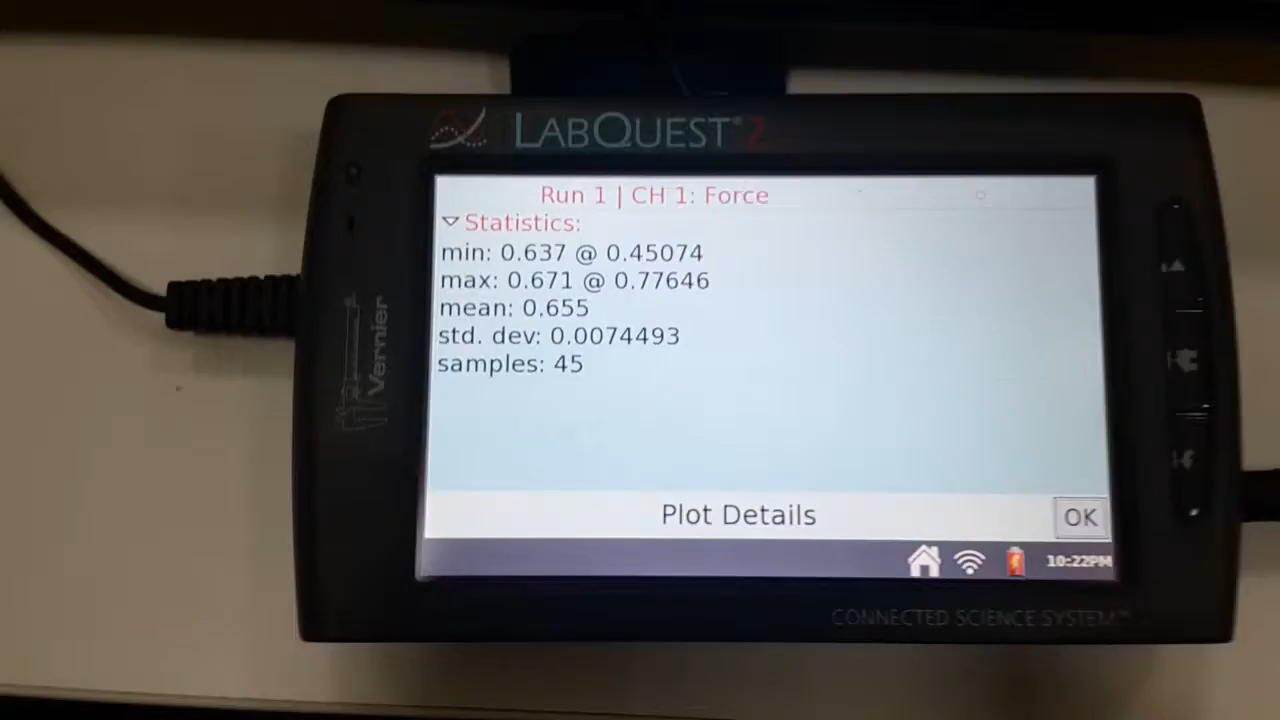 LABQUEST® 2
Run 1 | CH 1: Force
Statistics:
min: 0.637 @ 0.45074
max: 0.671 @ 0.77646
mean: 0.655
std. dev: 0.0074493
samples: 45
Plot Details
OK
10:22PM
Vernier
CONNECTED SCIENCE SYSTEM™